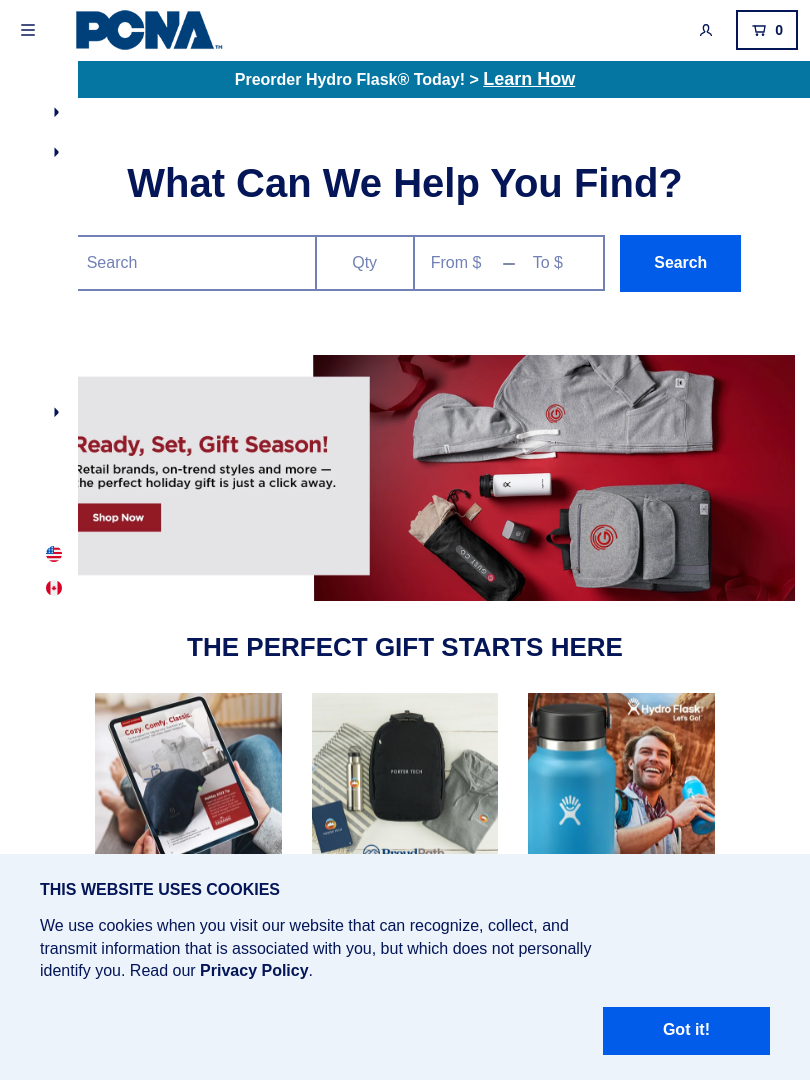 PCNA™
0
Preorder Hydro Flask® Today! > Learn How
What Can We Help You Find?
Search
Qty
From $
To $
Search
Ready, Set, Gift Season!
Retail brands, on-trend styles and more —
the perfect holiday gift is just a click away.
Shop Now
THE PERFECT GIFT STARTS HERE
Cozy. Comfy. Classic.
PORTER TECH
ProudPath
Hydro Flask
Let's Go!
THIS WEBSITE USES COOKIES
We use cookies when you visit our website that can recognize, collect, and
transmit information that is associated with you, but which does not personally
identify you. Read our Privacy Policy.
Got it!